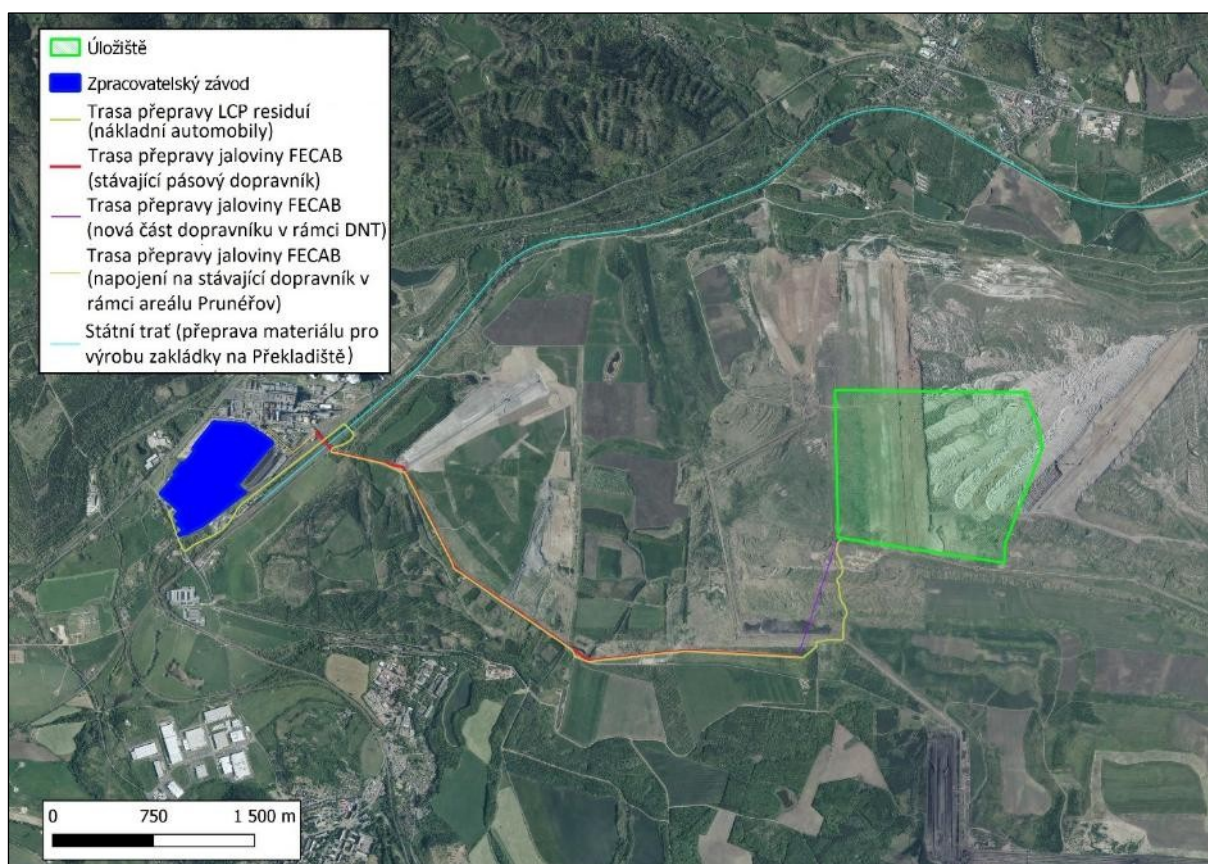 Úložiště
Zpracovatelský závod
Trasa přepravy LCP residuí
(nákladní automobily)
Trasa přepravy jaloviny FECAB
(stávající pásový dopravník)
Trasa přepravy jaloviny FECAB
(nová část dopravníku v rámci DNT)
Trasa přepravy jaloviny FECAB
(napojení na stávající dopravník v
rámci areálu Prunéřov)
Státní trať (přeprava materiálu pro
výrobu zakládky na Překladiště)
0 750 1 500 m